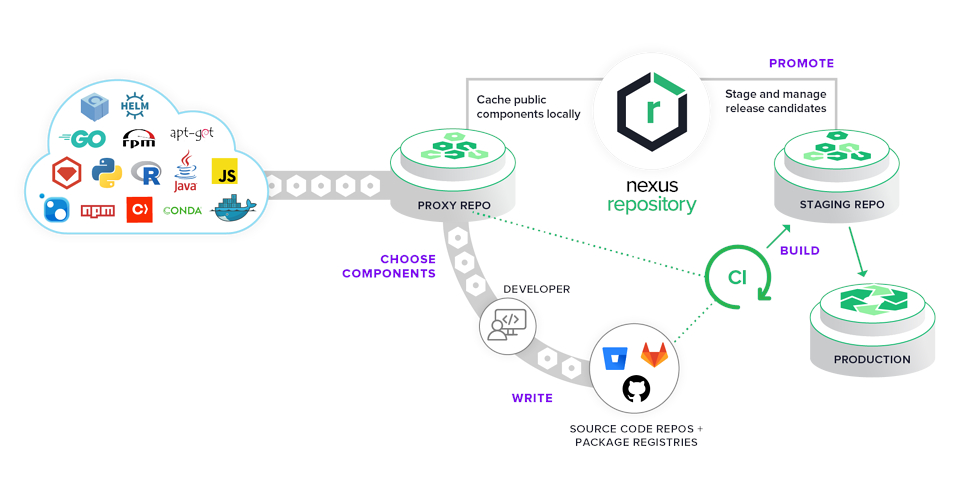 HELM
GO
rpm
apt-get
R
Java
JS
npm
CONDA
Cache public
components locally
r
nexus
repository
PROMOTE
Stage and manage
release candidates
PROXY REPO
STAGING REPO
CHOOSE
COMPONENTS
DEVELOPER
</>
WRITE
CI
BUILD
PRODUCTION
SOURCE CODE REPOS +
PACKAGE REGISTRIES